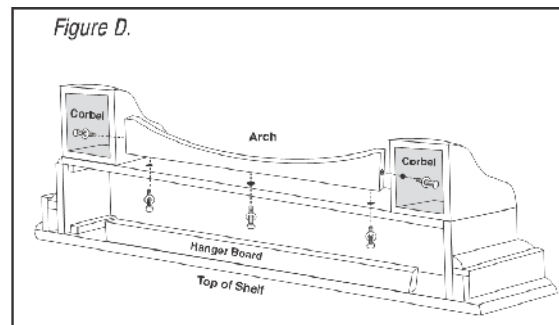 Figure D.
Corbel
Arch
Corbel
Hanger Board
Top of Shelf